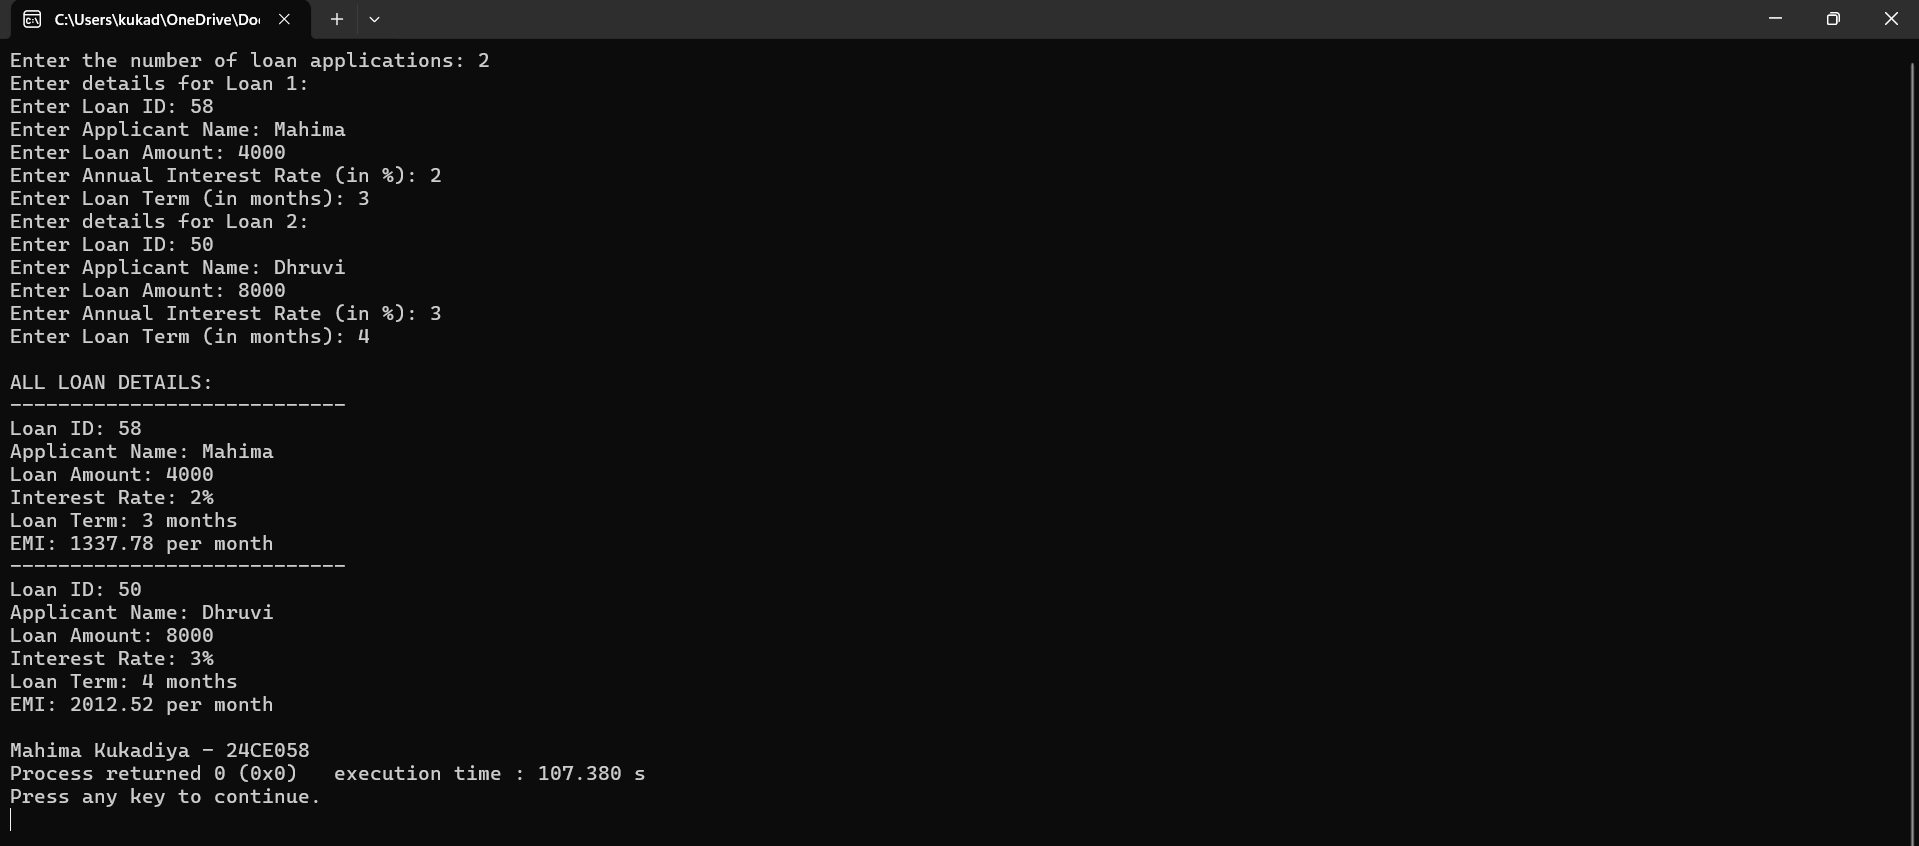 C:\Users\kukad\OneDrive\Do
Enter the number of loan applications: 2
Enter details for Loan 1:
Enter Loan ID: 58
Enter Applicant Name: Mahima
Enter Loan Amount: 4000
Enter Annual Interest Rate (in %): 2
Enter Loan Term (in months): 3
Enter details for Loan 2:
Enter Loan ID: 50
Enter Applicant Name: Dhruvi
Enter Loan Amount: 8000
Enter Annual Interest Rate (in %): 3
Enter Loan Term (in months): 4
ALL LOAN DETAILS:
----------------------------
Loan ID: 58
Applicant Name: Mahima
Loan Amount: 4000
Interest Rate: 2%
Loan Term: 3 months
EMI: 1337.78 per month
----------------------------
Loan ID: 50
Applicant Name: Dhruvi
Loan Amount: 8000
Interest Rate: 3%
Loan Term: 4 months
EMI: 2012.52 per month
Mahima Kukadiya - 24CE058
Process returned 0 (0x0)   execution time : 107.380 s
Press any key to continue.